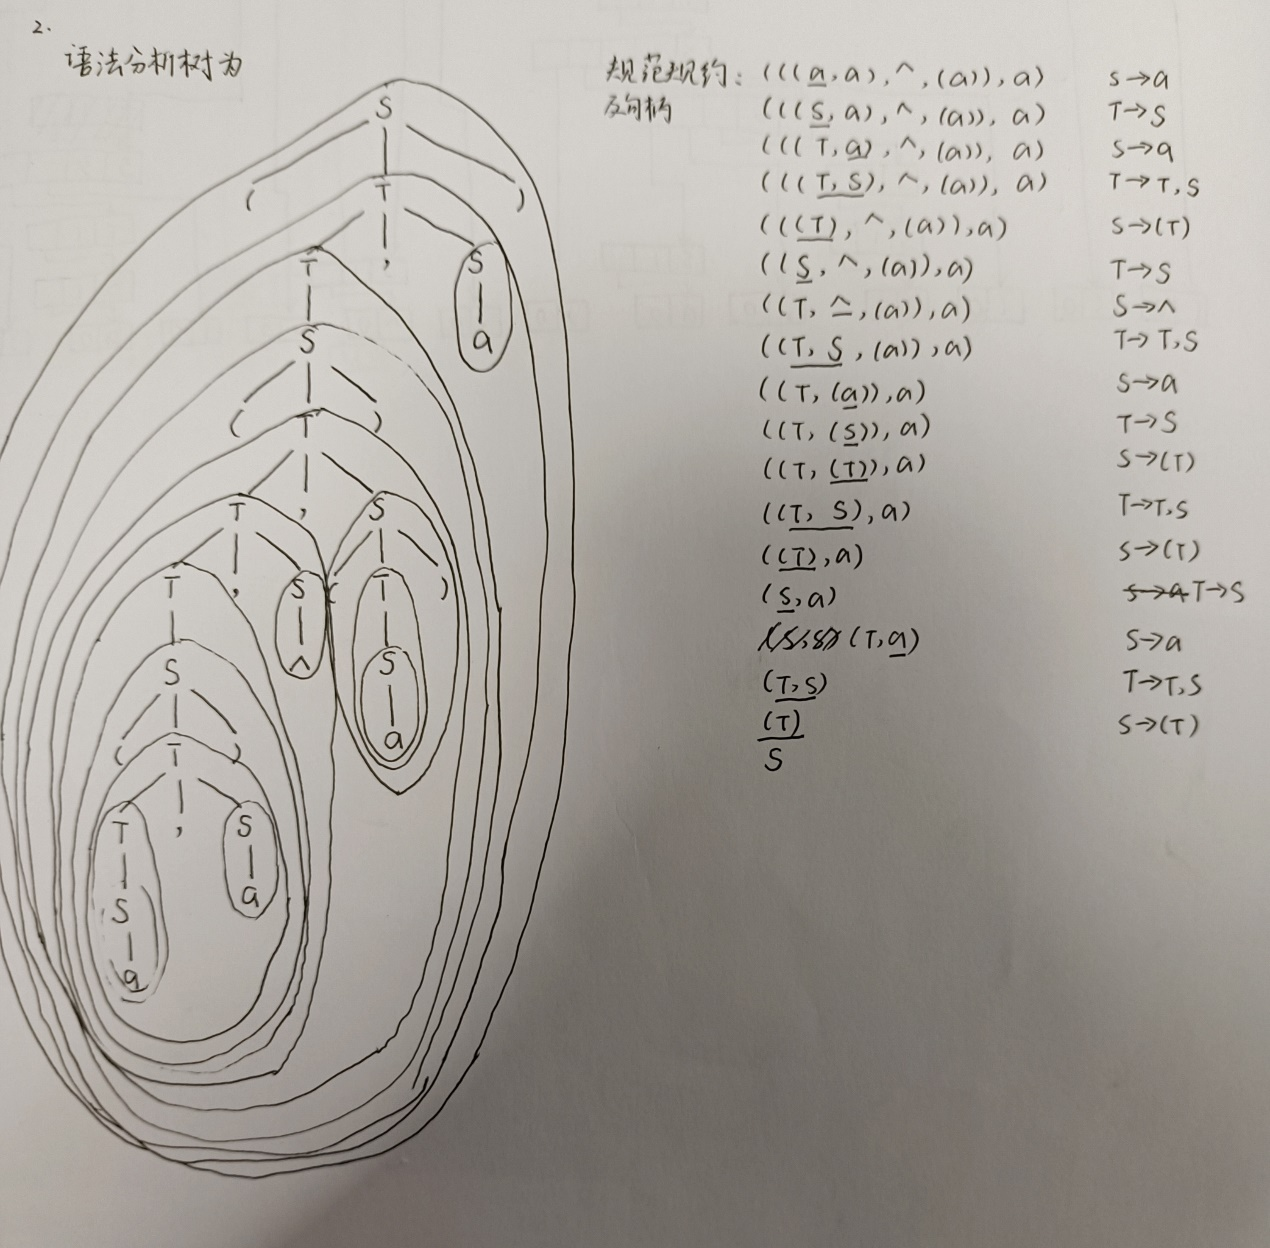 2.
语法分析树为
S
( T )
T , S
S a
( T )
T , S
T , S ( T )
S ^ S
( T ) a
T , S
S a
a
规范规约: (((a,a),^,(a)),a) S→a
及句柄 (((S,a),^,(a)),a) T→S
(((T,a),^,(a)),a) S→a
(((T,S),^,(a)),a) T→T,S
(((T),^,(a)),a) S→(T)
((S,^,(a)),a) T→S
((T,^,(a)),a) S→^
((T,S,(a)),a) T→T,S
((T,(a)),a) S→a
((T,(S)),a) T→S
((T,(T)),a) S→(T)
((T,S),a) T→T,S
((T),a) S→(T)
(S,a) S→a T→S
(T,a) S→a
(T,S) T→T,S
(T) S→(T)
S